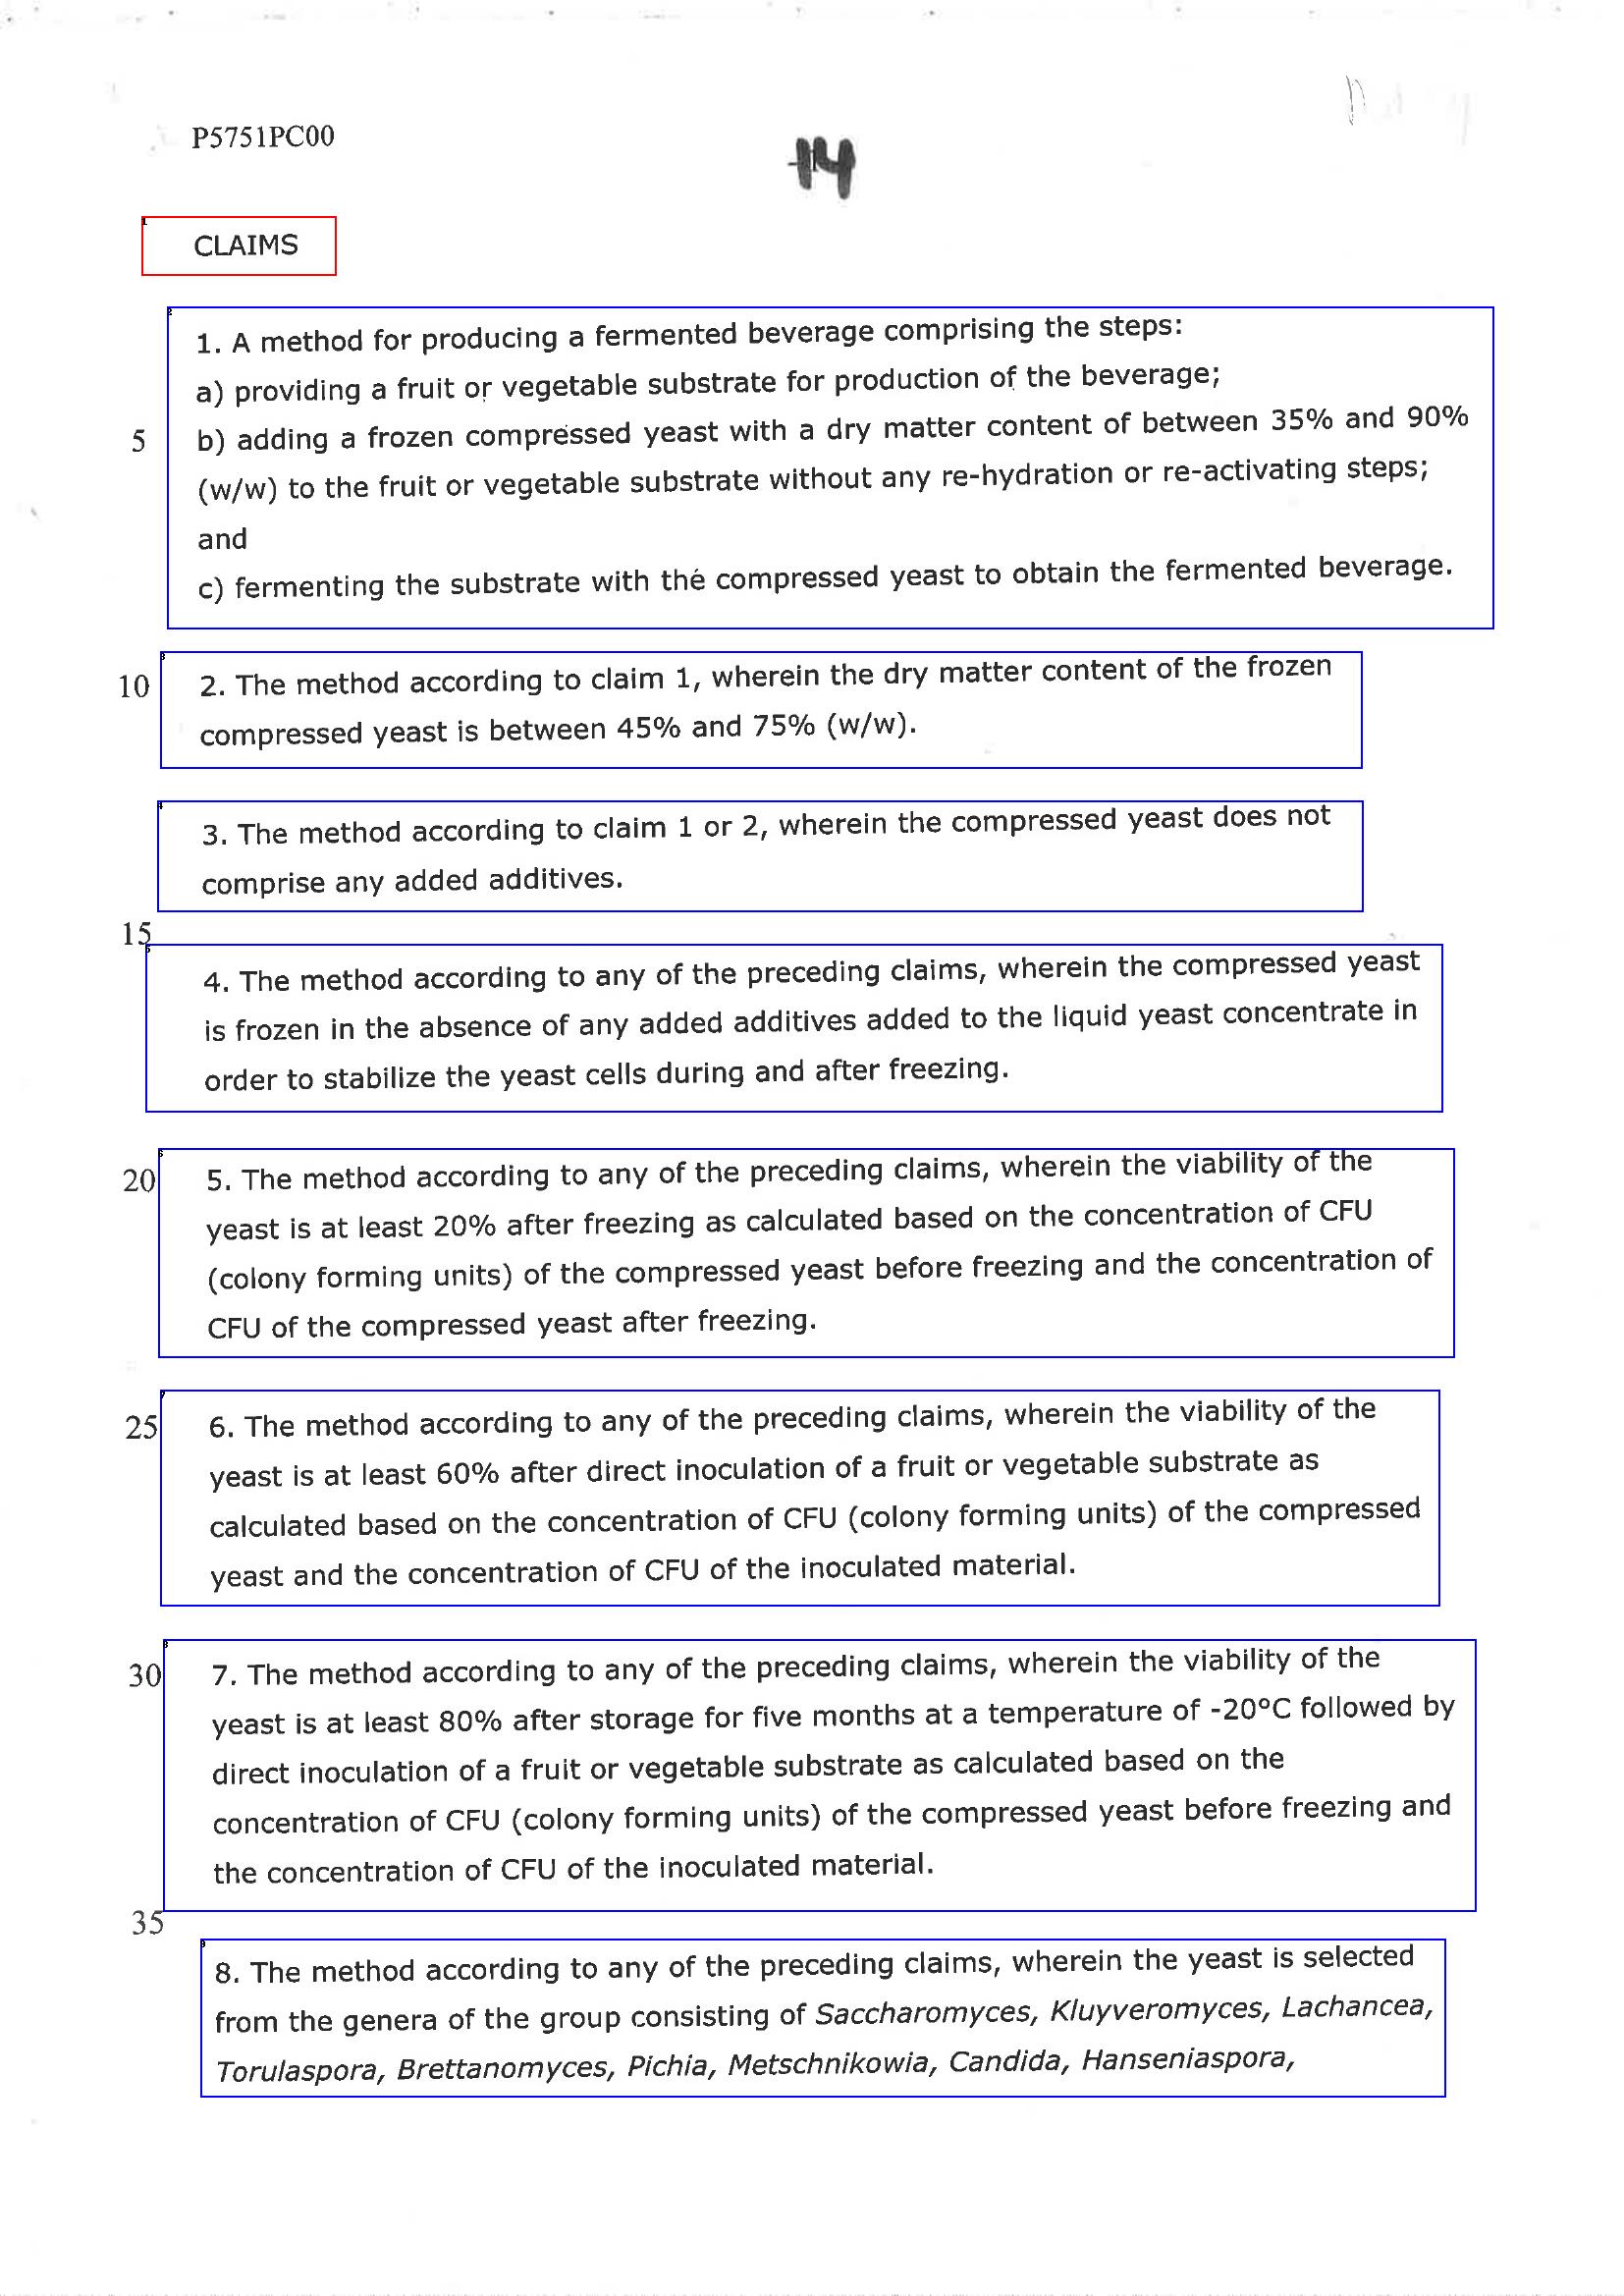 P5751PC00
14
CLAIMS
1. A method for producing a fermented beverage comprising the steps:
a) providing a fruit or vegetable substrate for production of the beverage;
5 b) adding a frozen compressed yeast with a dry matter content of between 35% and 90%
(w/w) to the fruit or vegetable substrate without any re-hydration or re-activating steps;
and
c) fermenting the substrate with the compressed yeast to obtain the fermented beverage.
10 2. The method according to claim 1, wherein the dry matter content of the frozen
compressed yeast is between 45% and 75% (w/w).
3. The method according to claim 1 or 2, wherein the compressed yeast does not
comprise any added additives.
15
4. The method according to any of the preceding claims, wherein the compressed yeast
is frozen in the absence of any added additives added to the liquid yeast concentrate in
order to stabilize the yeast cells during and after freezing.
20 5. The method according to any of the preceding claims, wherein the viability of the
yeast is at least 20% after freezing as calculated based on the concentration of CFU
(colony forming units) of the compressed yeast before freezing and the concentration of
CFU of the compressed yeast after freezing.
25 6. The method according to any of the preceding claims, wherein the viability of the
yeast is at least 60% after direct inoculation of a fruit or vegetable substrate as
calculated based on the concentration of CFU (colony forming units) of the compressed
yeast and the concentration of CFU of the inoculated material.
30 7. The method according to any of the preceding claims, wherein the viability of the
yeast is at least 80% after storage for five months at a temperature of -20°C followed by
direct inoculation of a fruit or vegetable substrate as calculated based on the
concentration of CFU (colony forming units) of the compressed yeast before freezing and
the concentration of CFU of the inoculated material.
35
8. The method according to any of the preceding claims, wherein the yeast is selected
from the genera of the group consisting of Saccharomyces, Kluyveromyces, Lachancea,
Torulaspora, Brettanomyces, Pichia, Metschnikowia, Candida, Hanseniaspora,